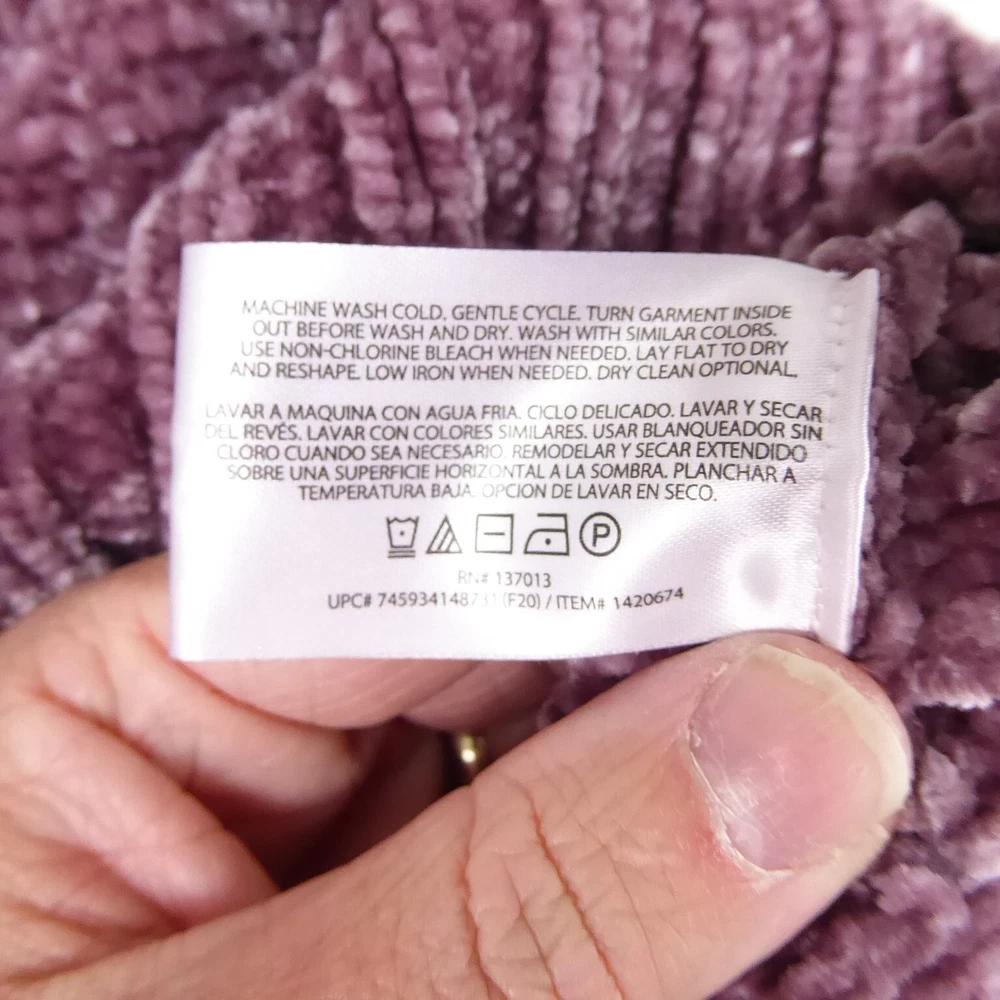 MACHINE WASH COLD, GENTLE CYCLE. TURN GARMENT INSIDE
OUT BEFORE WASH AND DRY. WASH WITH SIMILAR COLORS.
USE NON-CHLORINE BLEACH WHEN NEEDED. LAY FLAT TO DRY
AND RESHAPE. LOW IRON WHEN NEEDED. DRY CLEAN OPTIONAL.
LAVAR A MAQUINA CON AGUA FRIA. CICLO DELICADO. LAVAR Y SECAR
DEL REVÉS. LAVAR CON COLORES SIMILARES. USAR BLANQUEADOR SIN
CLORO CUANDO SEA NECESARIO. REMODELAR Y SECAR EXTENDIDO
SOBRE UNA SUPERFICIE HORIZONTAL A LA SOMBRA. PLANCHAR A
TEMPERATURA BAJA. OPCION DE LAVAR EN SECO.
P
RN# 137013
UPC# 745934148731 (F20) / ITEM# 1420674